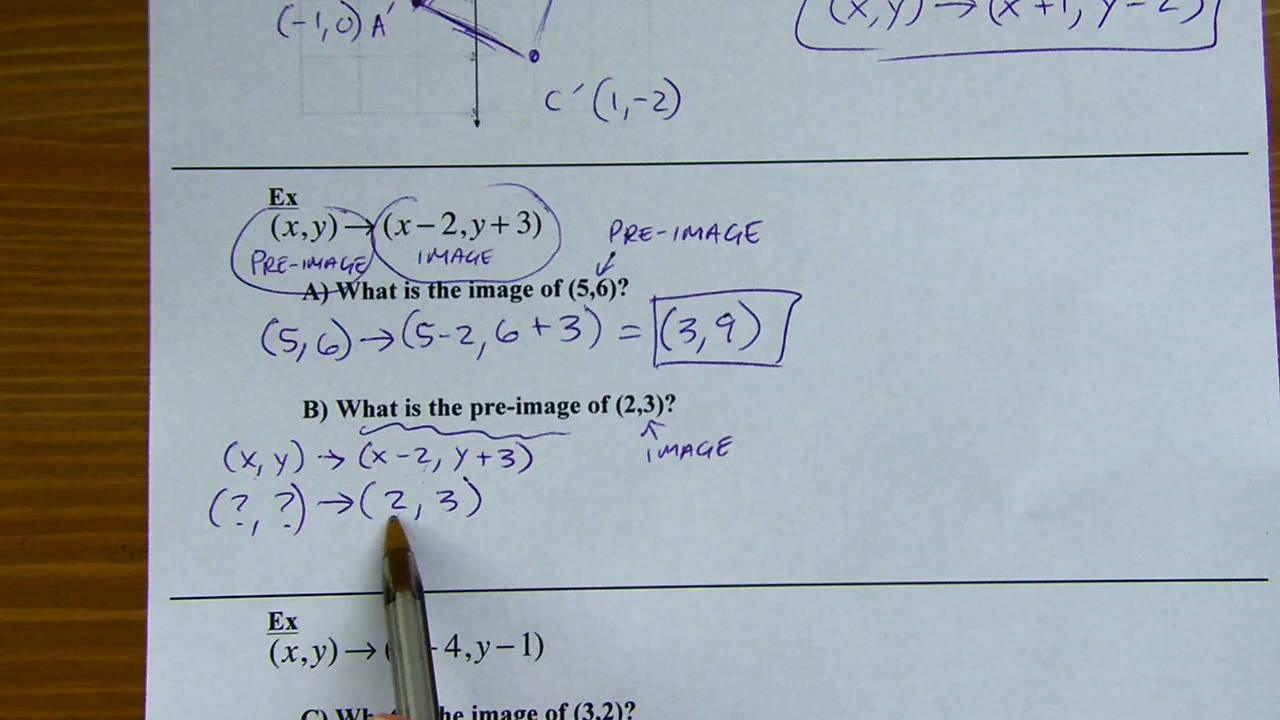 (x,y)→(x+1, y−2)
(-1,0) A'
C'(1,-2)
Ex
(x,y)→(x−2,y+3)
PRE-IMAGE
IMAGE
PRE-IMAGE
A) What is the image of (5,6)?
(5,6)→(5-2,6+3) = (3,9)
B) What is the pre-image of (2,3)?
(x,y)→(x-2, y+3)
IMAGE
(?,?)→(2,3)
Ex
(x,y)→( 4,y−1)
C) the image of (3,2)?